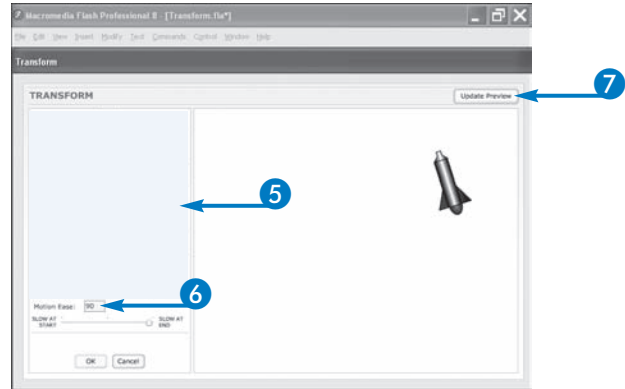 Macromedia Flash Professional 8 - [Transform.fla*]
File Edit View Insert Modify Text Commands Control Window Help
Transform
TRANSFORM
Update Preview
7
5
Motion Ease: 90
6
SLOW AT START
SLOW AT END
OK Cancel